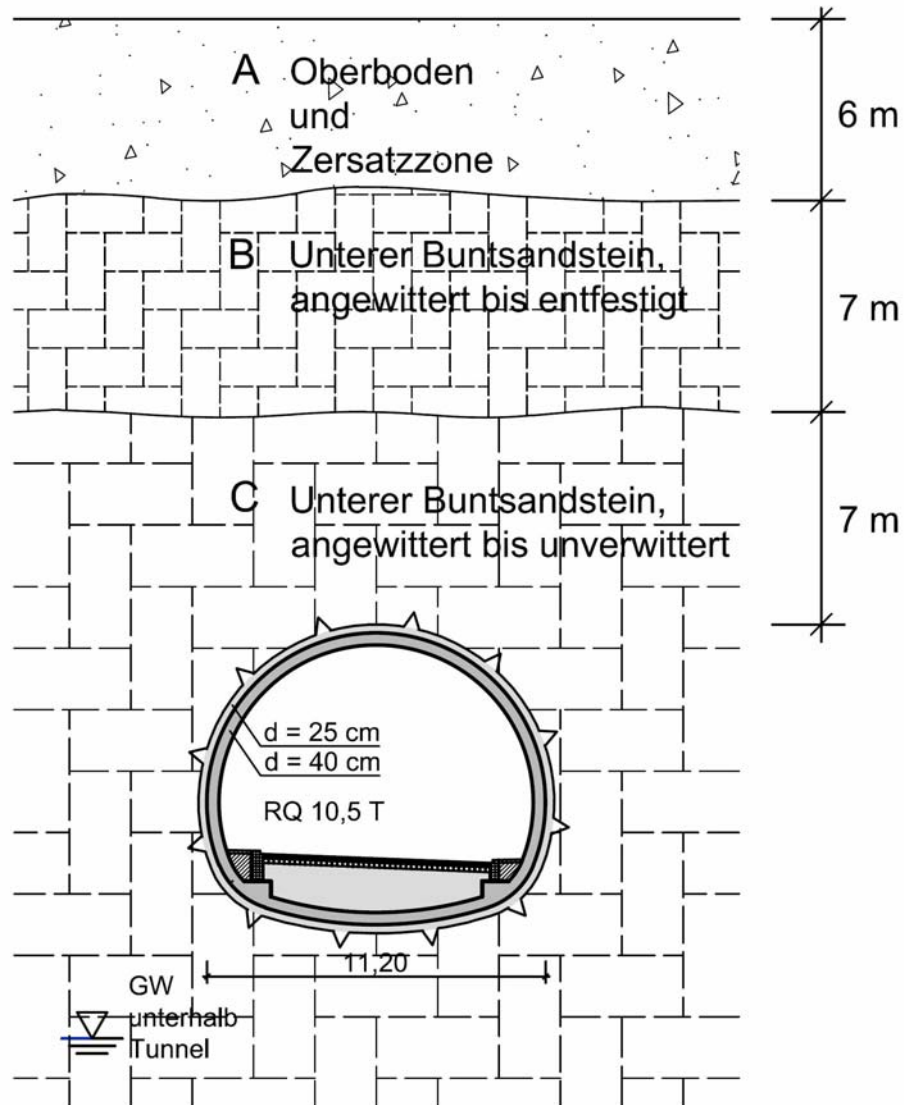 A Oberboden
und
Zersatzzone
6 m
B Unterer Buntsandstein,
angewittert bis entfestigt
7 m
C Unterer Buntsandstein,
angewittert bis unverwittert
7 m
d = 25 cm
d = 40 cm
RQ 10,5 T
11,20
GW
unterhalb
Tunnel